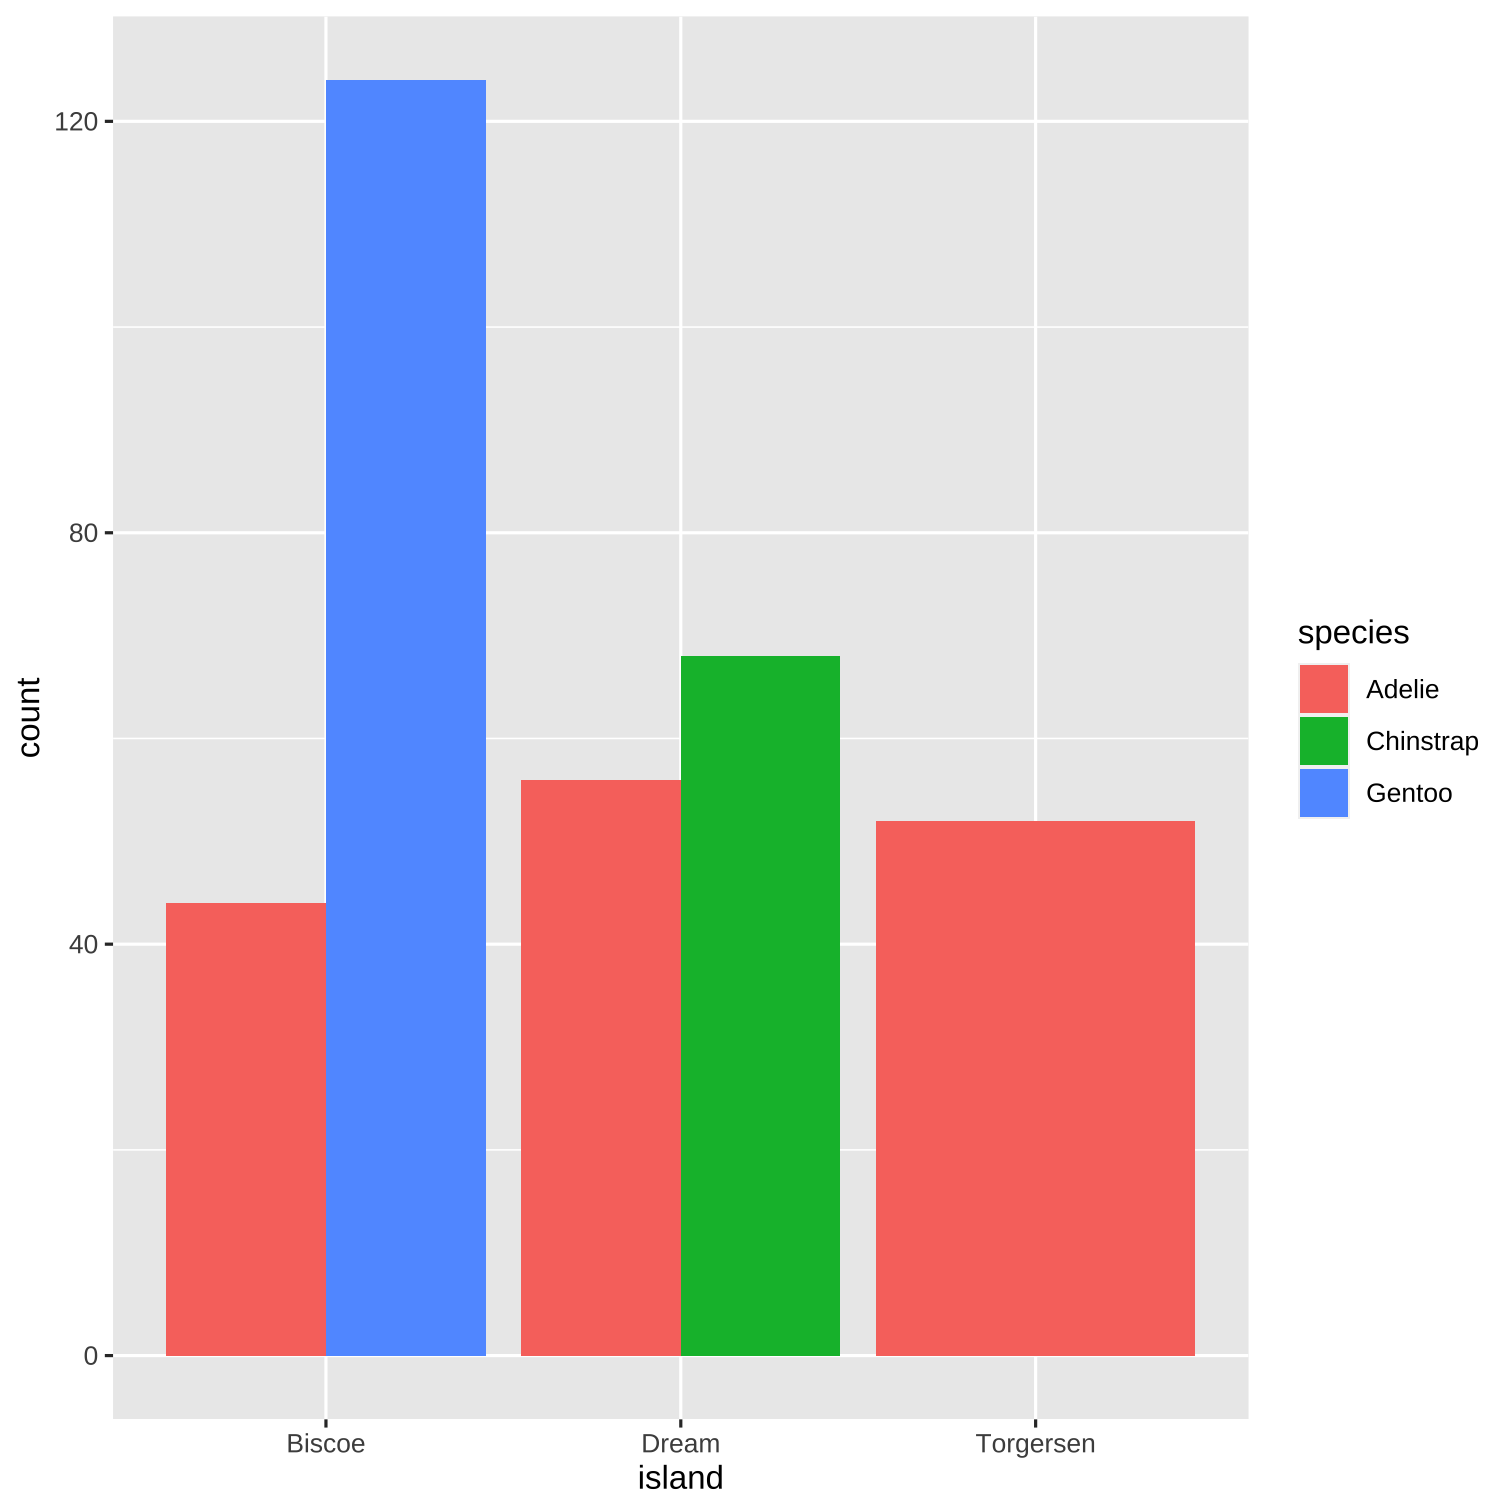 120
80
40
0
count
Biscoe
Dream
Torgersen
island
species
Adelie
Chinstrap
Gentoo